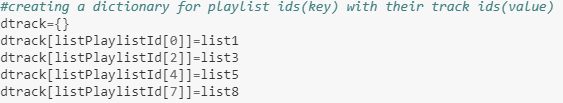 #creating a dictionary for playlist ids(key) with their track ids(value)
dtrack={}
dtrack[listPlaylistId[0]]=list1
dtrack[listPlaylistId[2]]=list3
dtrack[listPlaylistId[4]]=list5
dtrack[listPlaylistId[7]]=list8